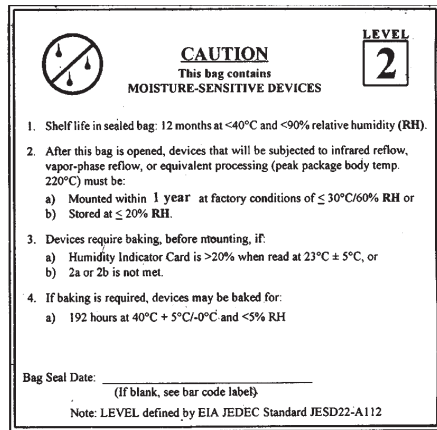 LEVEL
2
CAUTION
This bag contains
MOISTURE-SENSITIVE DEVICES
1. Shelf life in sealed bag: 12 months at <40°C and <90% relative humidity (RH).
2. After this bag is opened, devices that will be subjected to infrared reflow,
vapor-phase reflow, or equivalent processing (peak package body temp.
220°C) must be:
a) Mounted within 1 year at factory conditions of ≤ 30°C/60% RH or
b) Stored at ≤ 20% RH.
3. Devices require baking, before mounting, if:
a) Humidity Indicator Card is >20% when read at 23°C ± 5°C, or
b) 2a or 2b is not met.
4. If baking is required, devices may be baked for:
a) 192 hours at 40°C + 5°C/-0°C and <5% RH
Bag Seal Date:
(If blank, see bar code label)
Note: LEVEL defined by EIA JEDEC Standard JESD22-A112